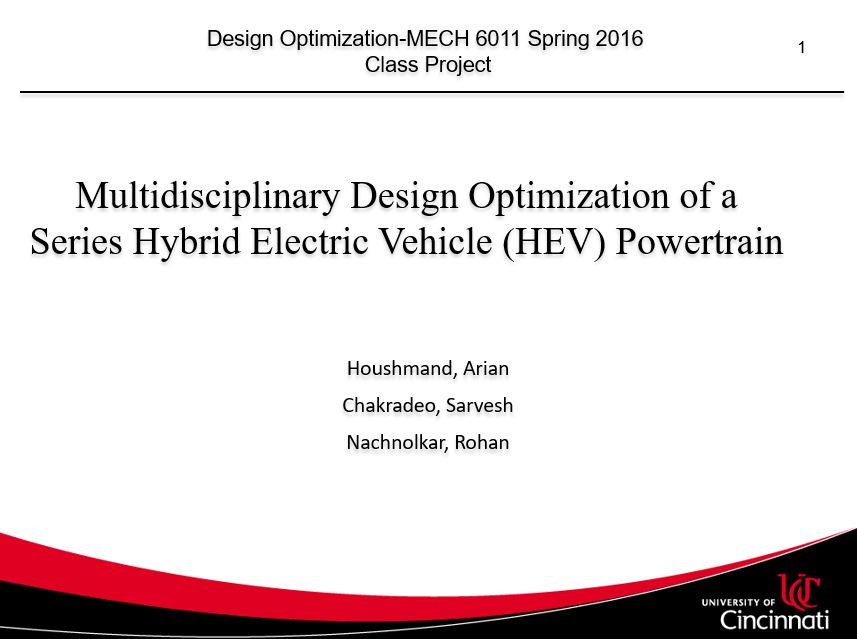 Design Optimization-MECH 6011 Spring 2016
Class Project
1
Multidisciplinary Design Optimization of a
Series Hybrid Electric Vehicle (HEV) Powertrain
Houshmand, Arian
Chakradeo, Sarvesh
Nachnolkar, Rohan
UC
UNIVERSITY OF
Cincinnati